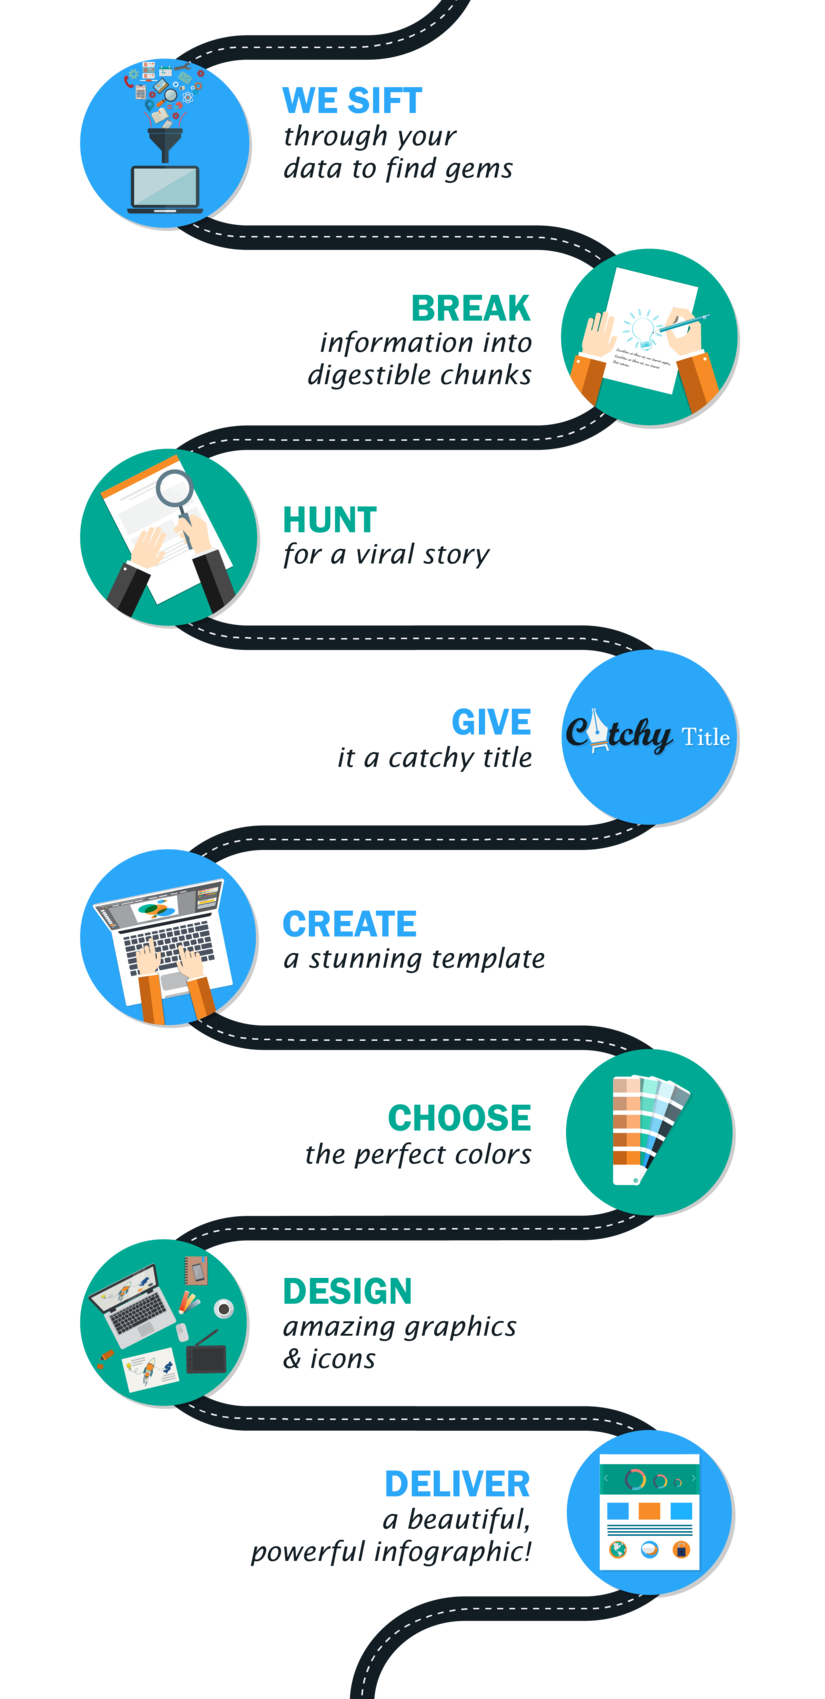 WE SIFT
through your
data to find gems
BREAK
information into
digestible chunks
HUNT
for a viral story
GIVE
it a catchy title
Catchy Title
CREATE
a stunning template
CHOOSE
the perfect colors
DESIGN
amazing graphics
& icons
DELIVER
a beautiful,
powerful infographic!